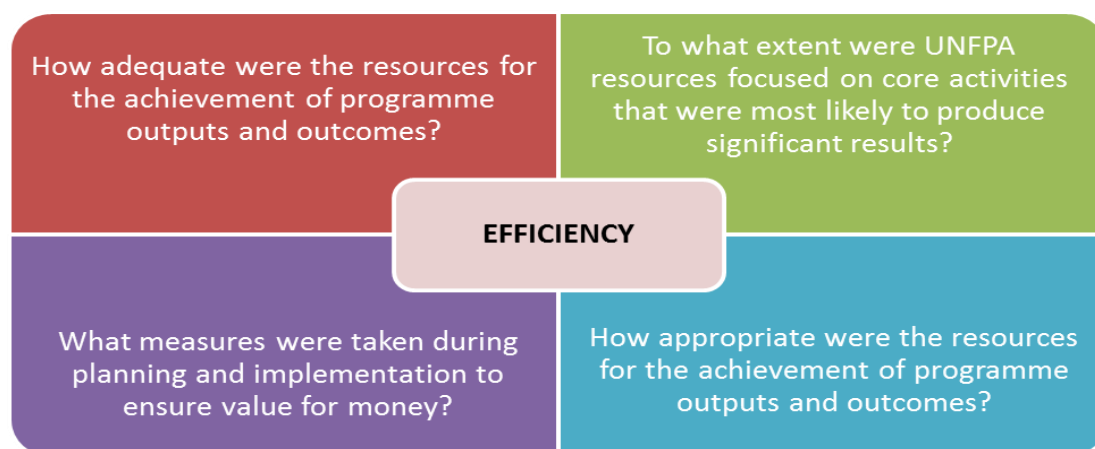 How adequate were the resources for
the achievement of programme
outputs and outcomes?
To what extent were UNFPA
resources focused on core activities
that were most likely to produce
significant results?
EFFICIENCY
What measures were taken during
planning and implementation to
ensure value for money?
How appropriate were the resources
for the achievement of programme
outputs and outcomes?